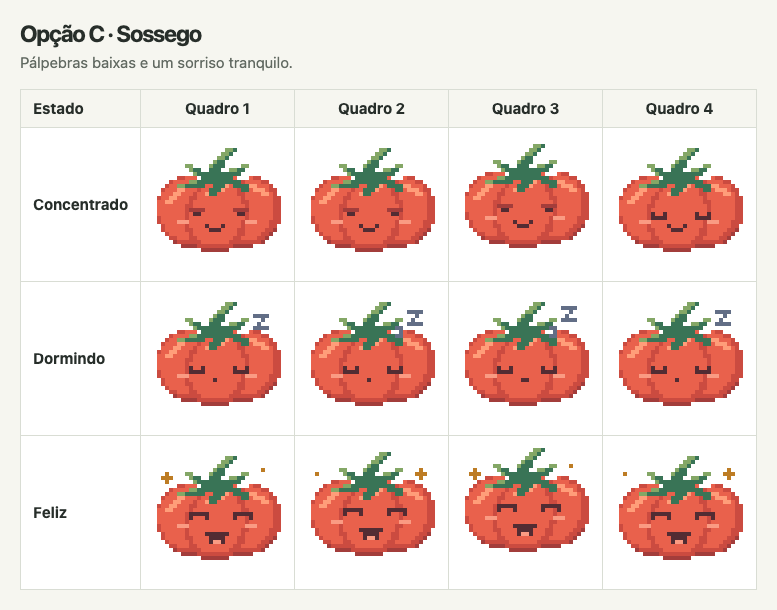 Opção C · Sossego
Pálpebras baixas e um sorriso tranquilo.
Estado Quadro 1 Quadro 2 Quadro 3 Quadro 4
Concentrado
Dormindo
Z Z Z Z
Feliz